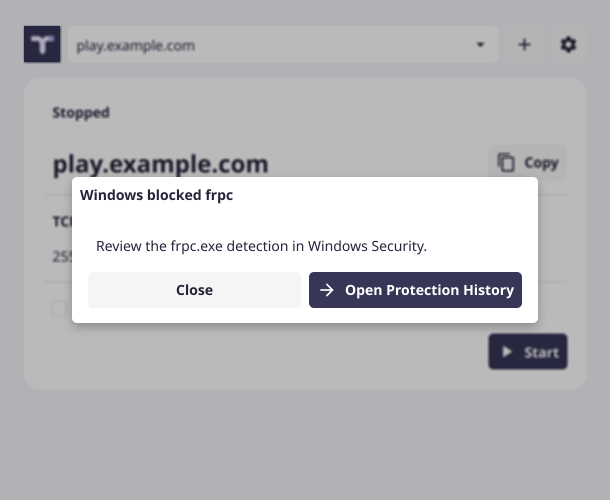 play.example.com
Stopped
play.example.com
Copy
Windows blocked frpc
Review the frpc.exe detection in Windows Security.
Close
Open Protection History
Start